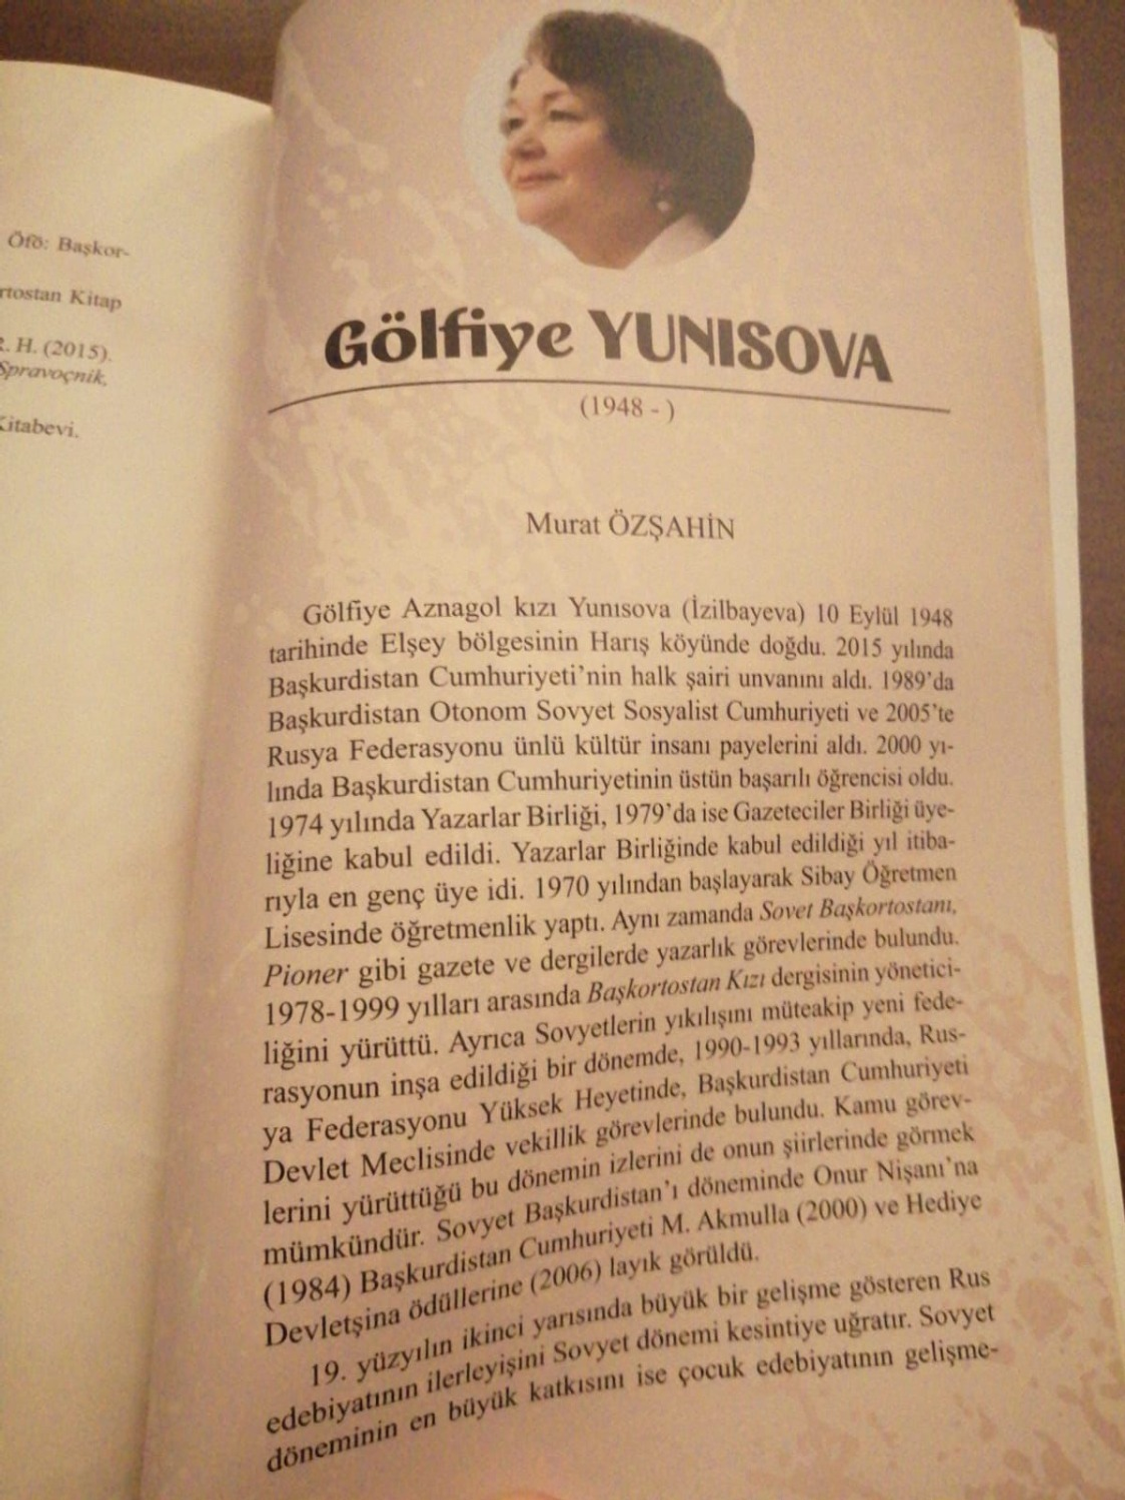 Öfö: Başkor-
rtostan Kitap
R. H. (2015).
Spravoçnik,
Kitabevi.
Gölfiye YUNISOVA
(1948 - )
Murat ÖZŞAHİN
Gölfiye Aznagol kızı Yunısova (İzilbayeva) 10 Eylül 1948
tarihinde Elşey bölgesinin Harış köyünde doğdu. 2015 yılında
Başkurdistan Cumhuriyeti'nin halk şairi unvanını aldı. 1989'da
Başkurdistan Otonom Sovyet Sosyalist Cumhuriyeti ve 2005'te
Rusya Federasyonu ünlü kültür insanı payelerini aldı. 2000 yı-
lında Başkurdistan Cumhuriyetinin üstün başarılı öğrencisi oldu.
1974 yılında Yazarlar Birliği, 1979'da ise Gazeteciler Birliği üye-
liğine kabul edildi. Yazarlar Birliğinde kabul edildiği yıl itiba-
rıyla en genç üye idi. 1970 yılından başlayarak Sibay Öğretmen
Lisesinde öğretmenlik yaptı. Aynı zamanda Sovet Başkortostanı,
Pioner gibi gazete ve dergilerde yazarlık görevlerinde bulundu.
1978-1999 yılları arasında Başkortostan Kızı dergisinin yönetici-
liğini yürüttü. Ayrıca Sovyetlerin yıkılışını müteakip yeni fede-
rasyonun inşa edildiği bir dönemde, 1990-1993 yıllarında, Rus-
ya Federasyonu Yüksek Heyetinde, Başkurdistan Cumhuriyeti
Devlet Meclisinde vekillik görevlerinde bulundu. Kamu görev-
lerini yürüttüğü bu dönemin izlerini de onun şiirlerinde görmek
mümkündür. Sovyet Başkurdistan'ı döneminde Onur Nişanı'na
(1984) Başkurdistan Cumhuriyeti M. Akmulla (2000) ve Hediye
Devletşina ödüllerine (2006) layık görüldü.
19. yüzyılın ikinci yarısında büyük bir gelişme gösteren Rus
edebiyatının ilerleyişini Sovyet dönemi kesintiye uğratır. Sovyet
döneminin en büyük katkısını ise çocuk edebiyatının gelişme-